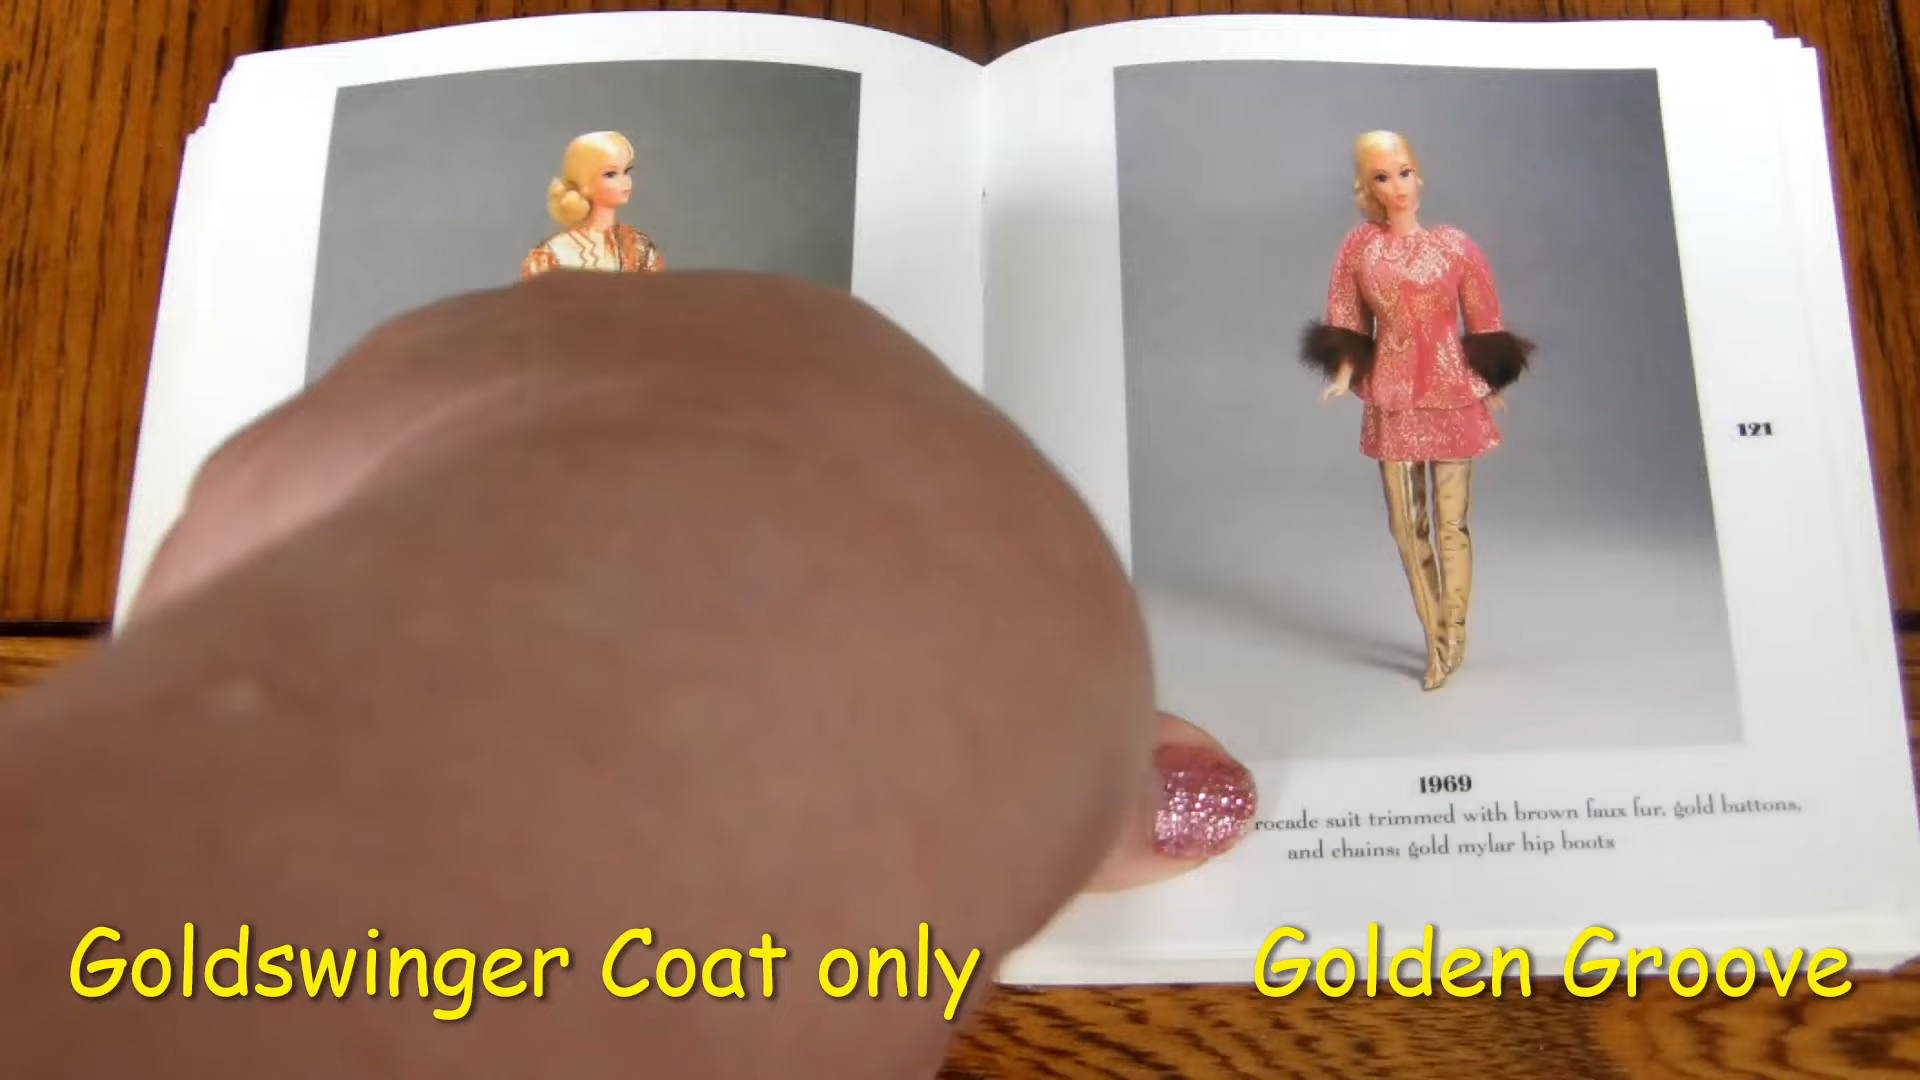 121
1969
suit trimmed with brown faux fur, gold buttons,
and chains; gold mylar hip boots
Goldswinger Coat only
Golden Groove